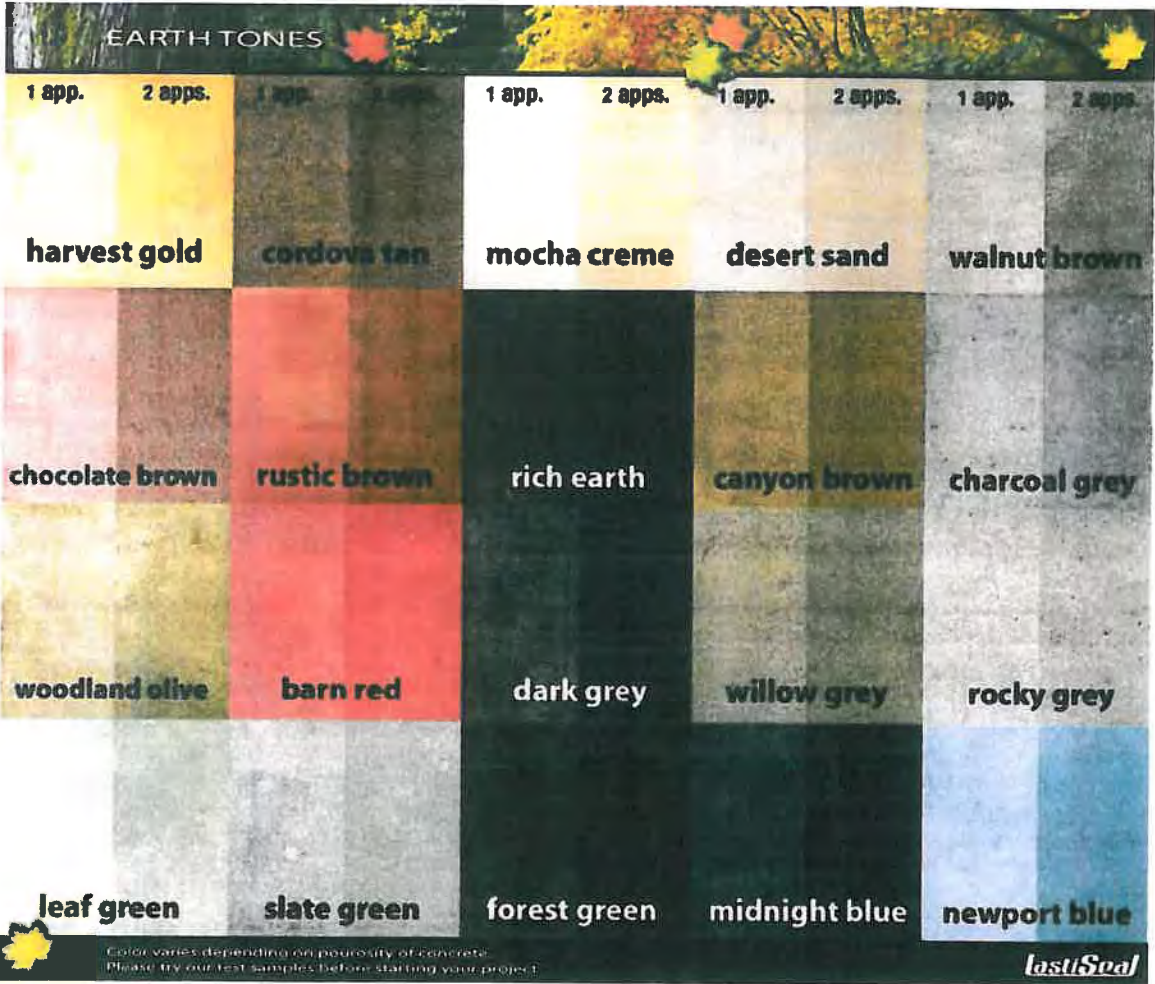 EARTH TONES
1 app. 2 apps. 1 app. 2 apps. 1 app. 2 apps. 1 app. 2 apps. 1 app. 2 apps.
harvest gold cordova tan mocha creme desert sand walnut brown
chocolate brown rustic brown rich earth canyon brown charcoal grey
woodland olive barn red dark grey willow grey rocky grey
leaf green slate green forest green midnight blue newport blue
Color varies depending on pourosity of concrete
Please try our test samples before starting your project
LastiSeal